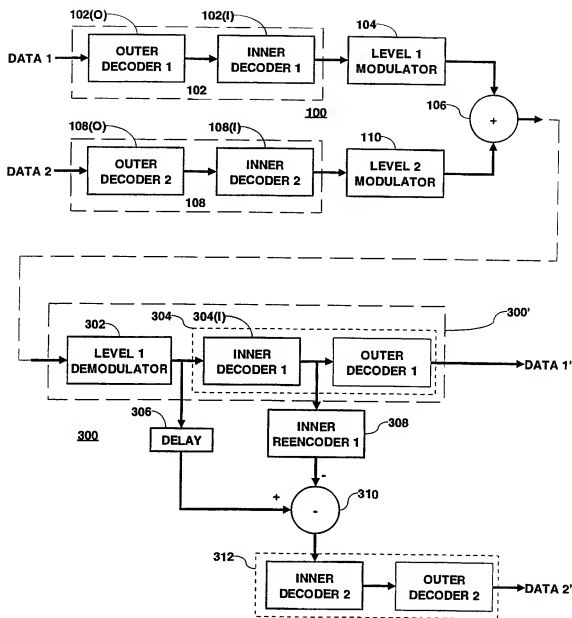 102(O)
102(I)
104
DATA 1
OUTER
DECODER 1
INNER
DECODER 1
LEVEL 1
MODULATOR
102
100
106
+
108(O)
108(I)
110
DATA 2
OUTER
DECODER 2
INNER
DECODER 2
LEVEL 2
MODULATOR
108
302
304
304(I)
300'
LEVEL 1
DEMODULATOR
INNER
DECODER 1
OUTER
DECODER 1
DATA 1'
306
300
DELAY
INNER
REENCODER 1
308
-
+
-
310
312
INNER
DECODER 2
OUTER
DECODER 2
DATA 2'